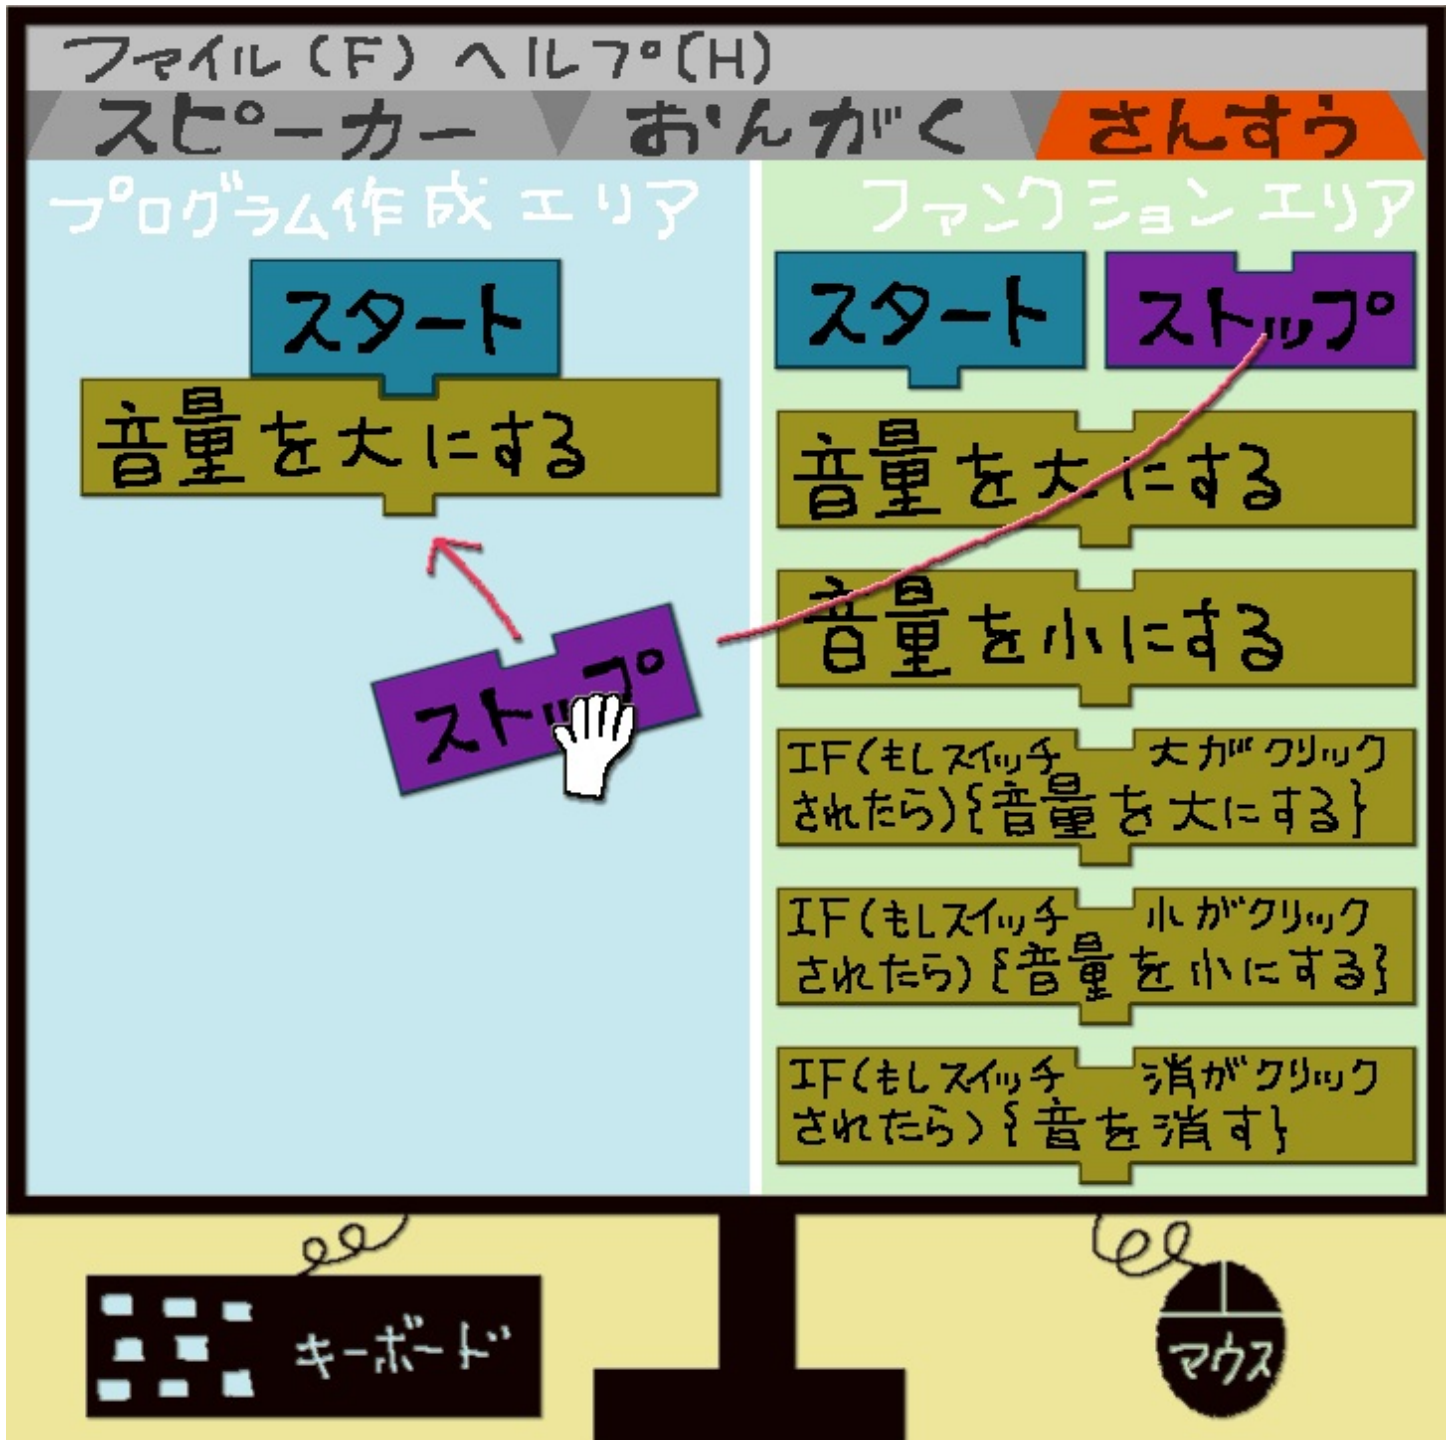 ファイル(F) ヘルプ(H)
スピーカー おんがく さんすう
プログラム作成エリア
スタート
音量を大にする
ストップ
ファンクションエリア
スタート ストップ
音量を大にする
音量を小にする
IF(もしスイッチ 大がクリック
されたら){音量を大にする}
IF(もしスイッチ 小がクリック
されたら){音量を小にする}
IF(もしスイッチ 消がクリック
されたら){音を消す}
キーボード
マウス